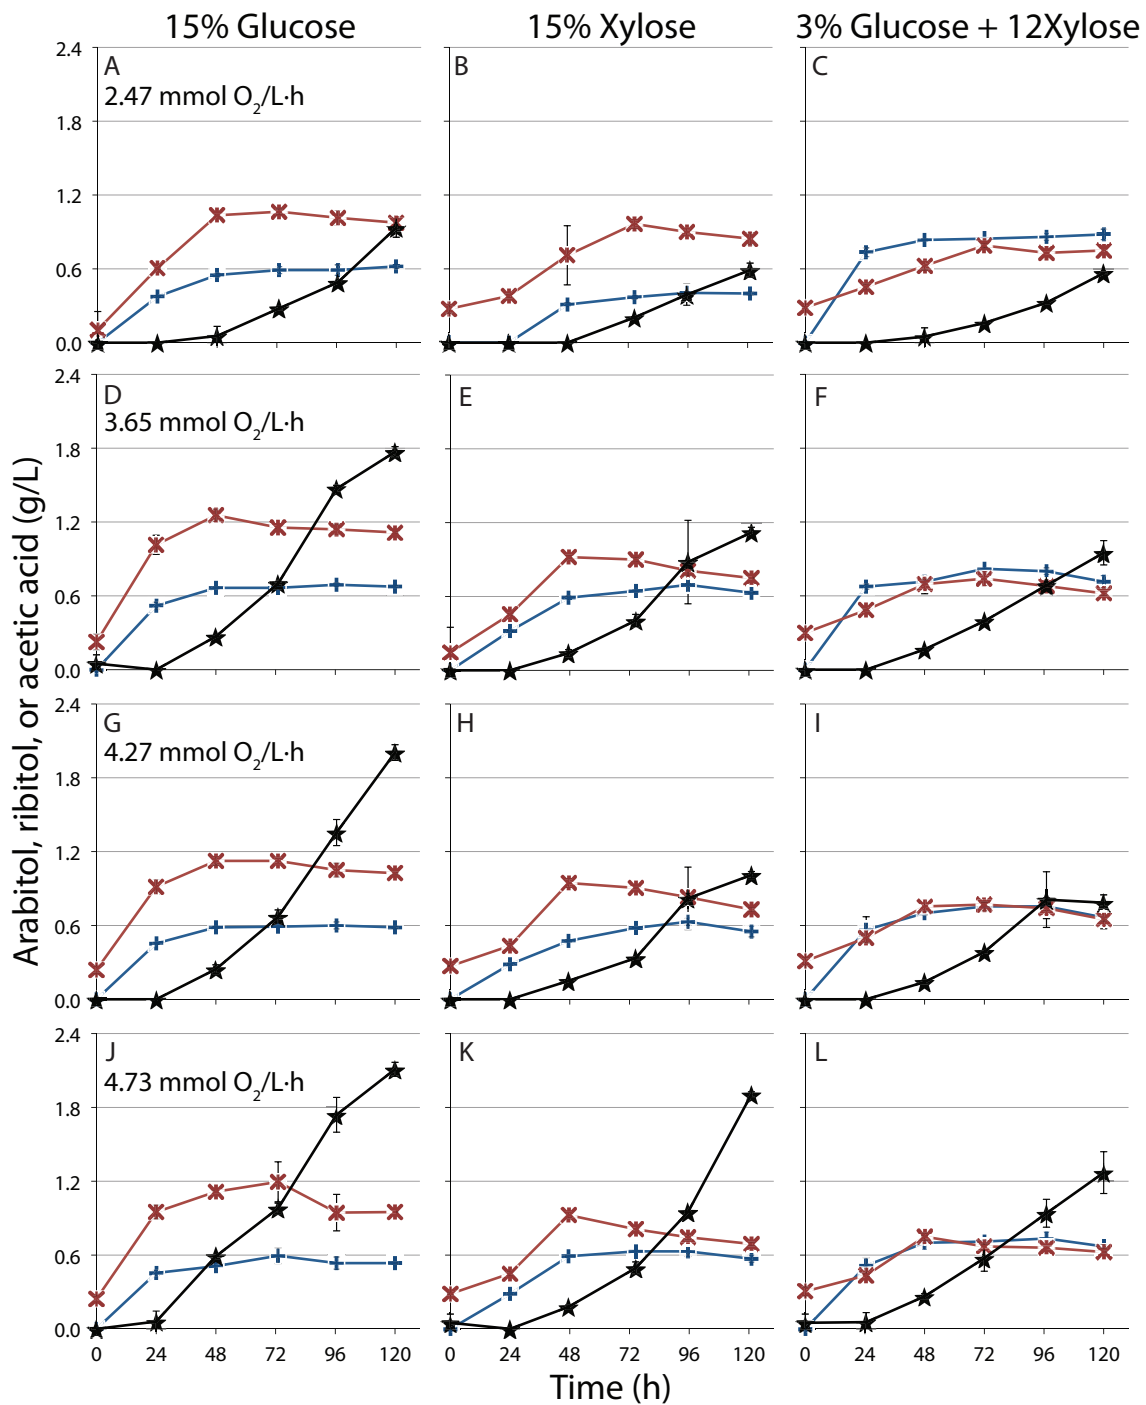 15% Glucose 15% Xylose 3% Glucose + 12Xylose
Arabitol, ribitol, or acetic acid (g/L)
A B C
2.47 mmol O₂/L·h
2.4
1.8
1.2
0.6
0.0
D E F
3.65 mmol O₂/L·h
2.4
1.8
1.2
0.6
0.0
G H I
4.27 mmol O₂/L·h
2.4
1.8
1.2
0.6
0.0
J K L
4.73 mmol O₂/L·h
2.4
1.8
1.2
0.6
0.0
0 24 48 72 96 120 0 24 48 72 96 120 0 24 48 72 96 120
Time (h)